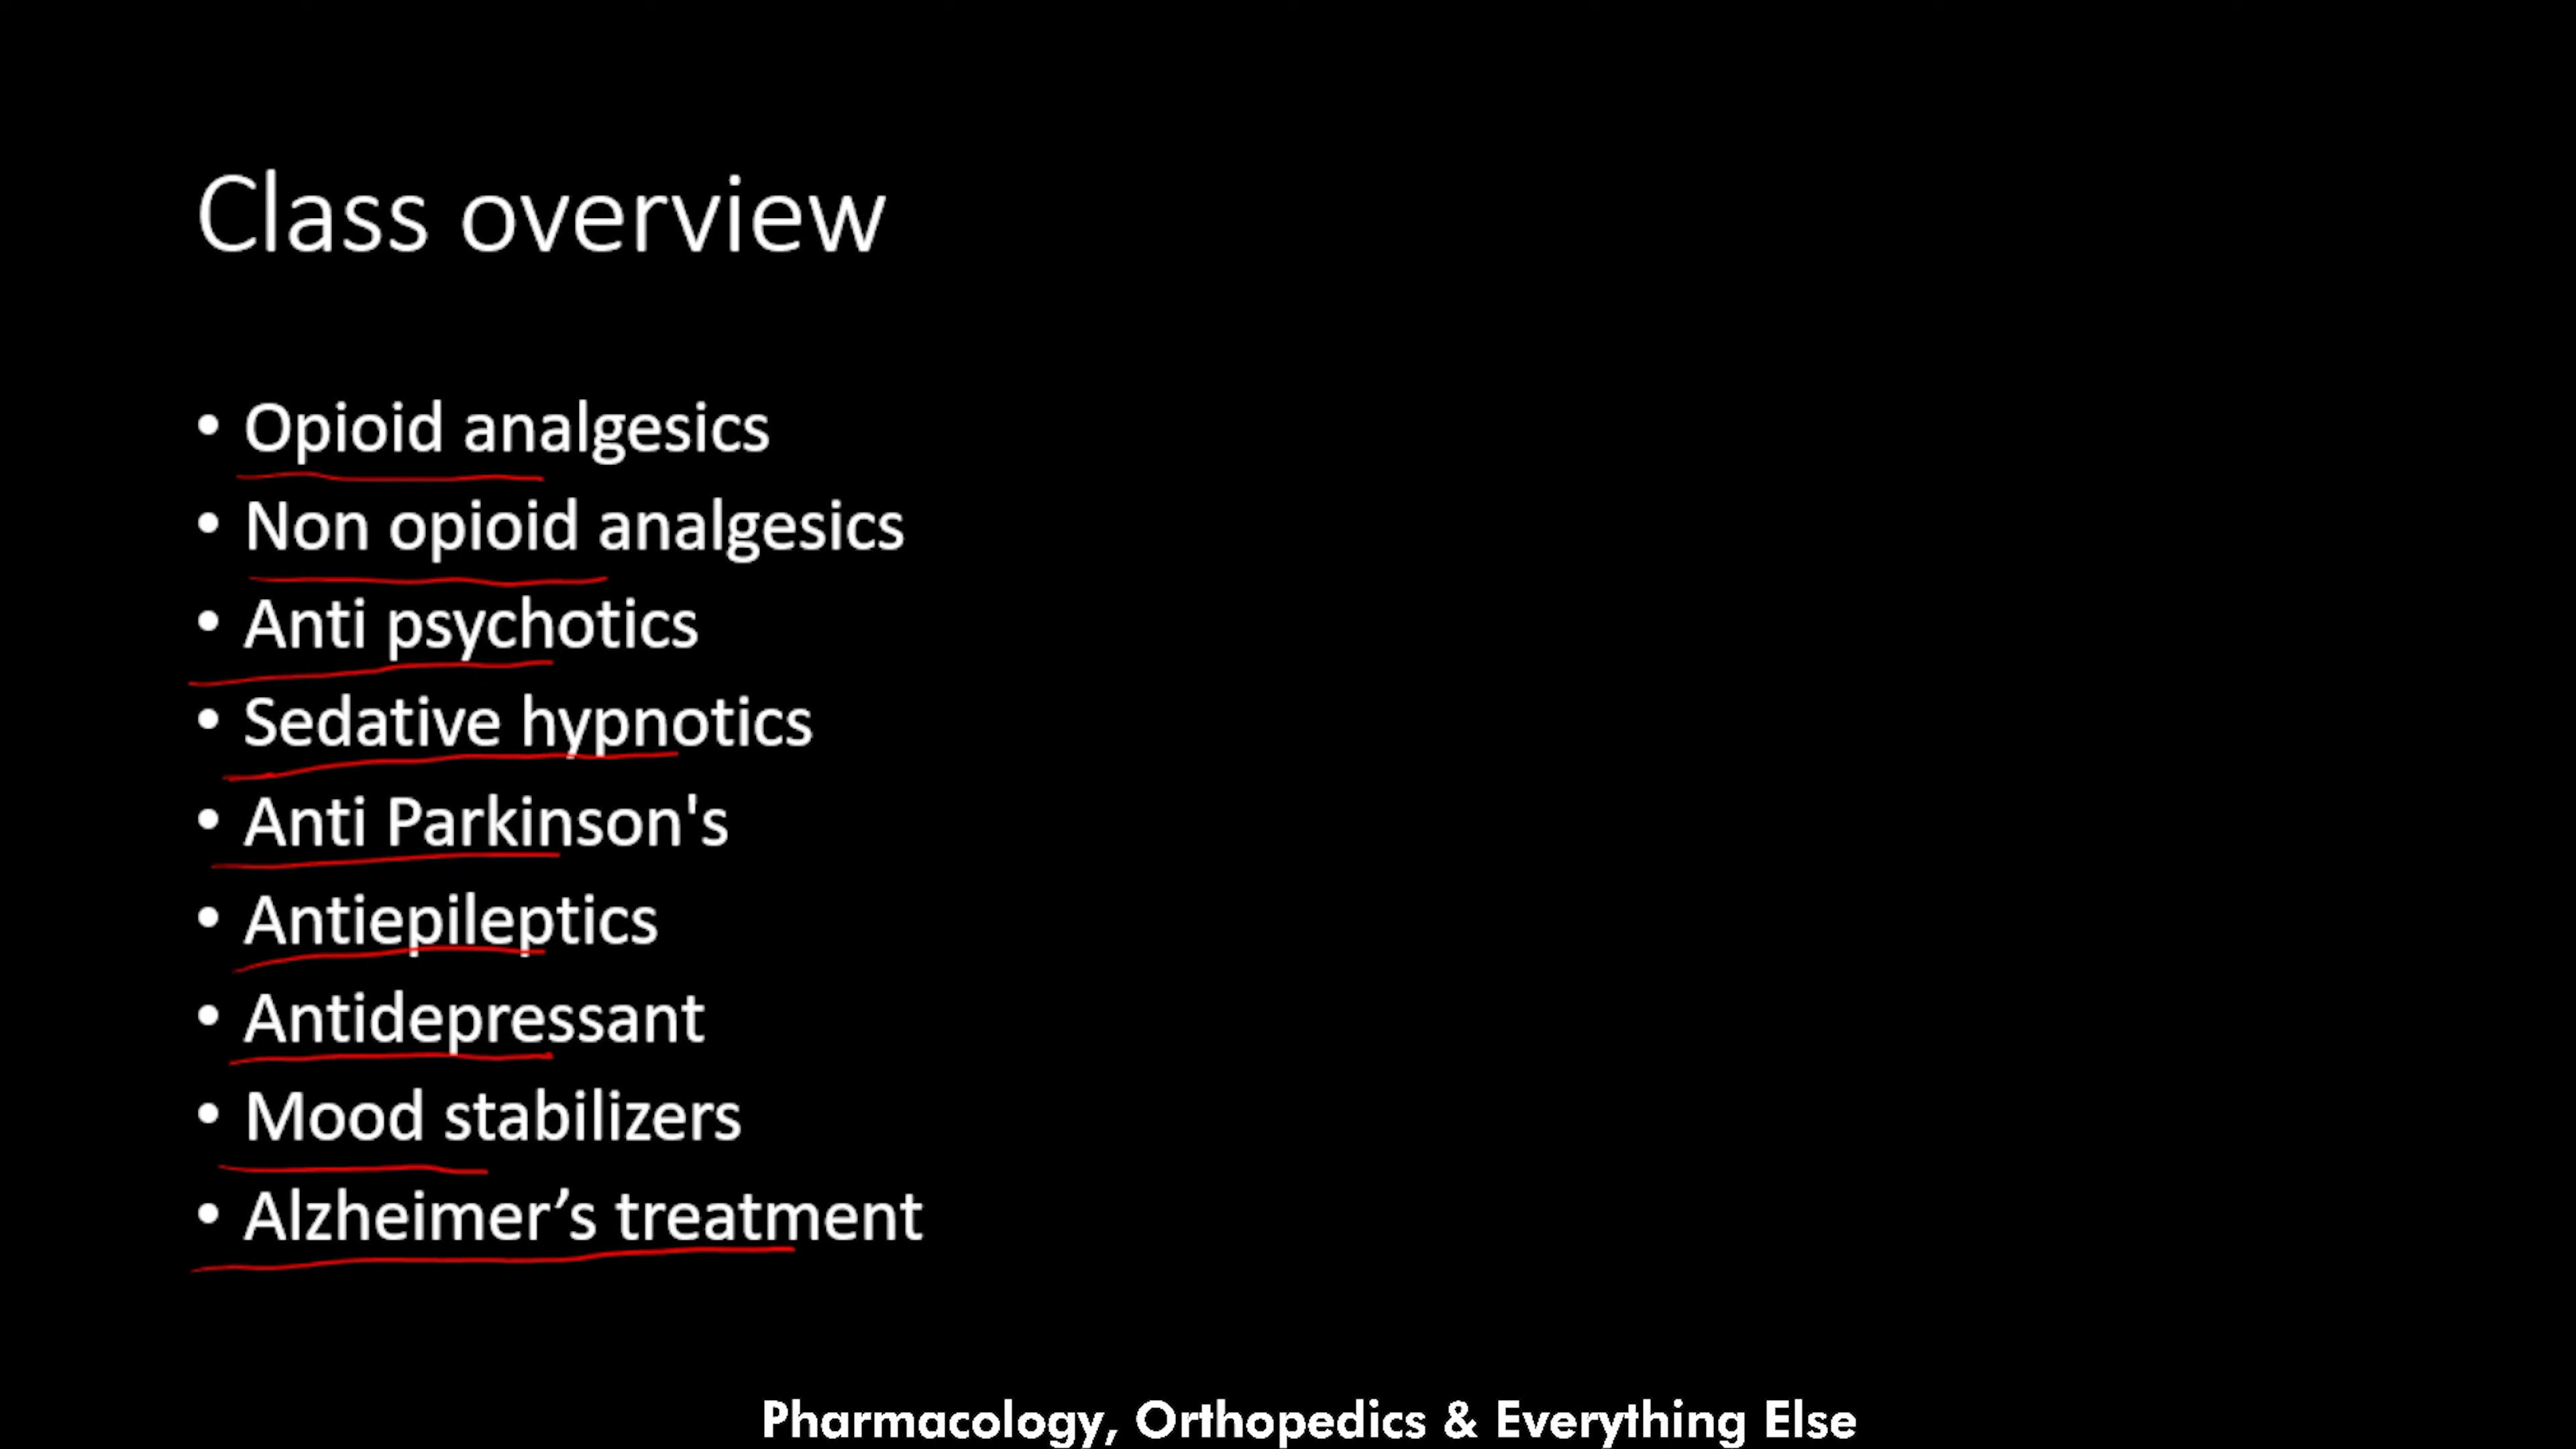 Class overview
• Opioid analgesics
• Non opioid analgesics
• Anti psychotics
• Sedative hypnotics
• Anti Parkinson's
• Antiepileptics
• Antidepressant
• Mood stabilizers
• Alzheimer’s treatment
Pharmacology, Orthopedics & Everything Else